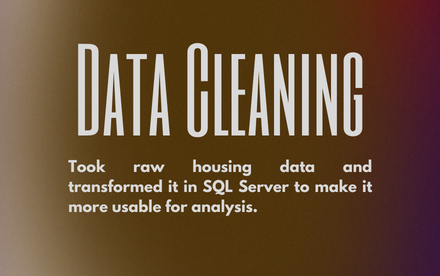 Data Cleaning
Took raw housing data and
transformed it in SQL Server to make it
more usable for analysis.